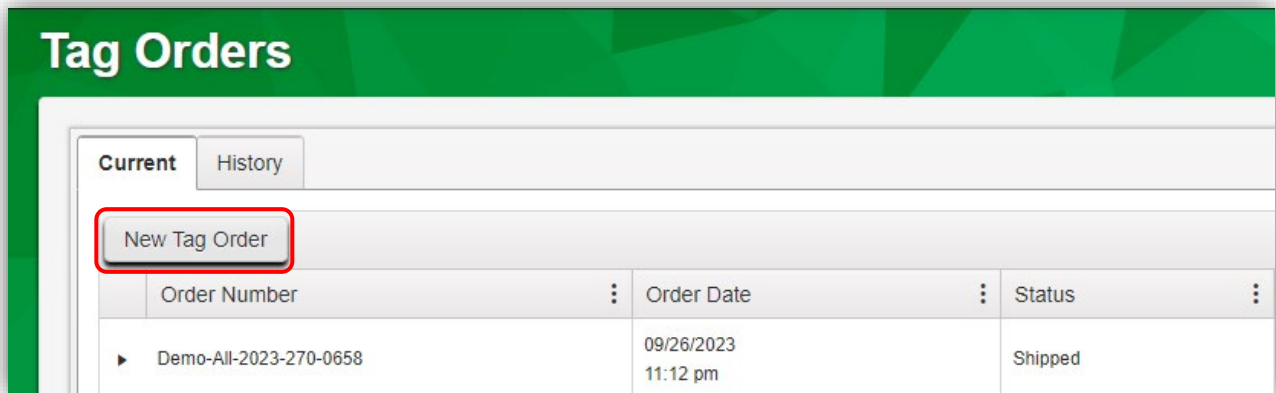 Tag Orders
Current History
New Tag Order
Order Number Order Date Status
Demo-All-2023-270-0658 09/26/2023 11:12 pm Shipped